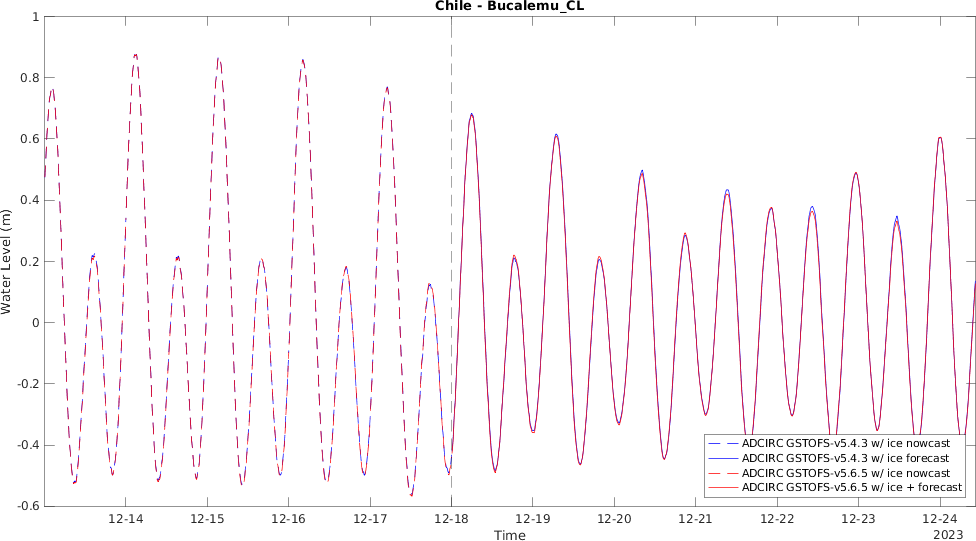 Chile - Bucalemu_CL
1
0.8
0.6
0.4
0.2
0
-0.2
-0.4
-0.6
Water Level (m)
ADCIRC GSTOFS-v5.4.3 w/ ice nowcast
ADCIRC GSTOFS-v5.4.3 w/ ice forecast
ADCIRC GSTOFS-v5.6.5 w/ ice nowcast
ADCIRC GSTOFS-v5.6.5 w/ ice + forecast
12-14 12-15 12-16 12-17 12-18 12-19 12-20 12-21 12-22 12-23 12-24
Time
2023